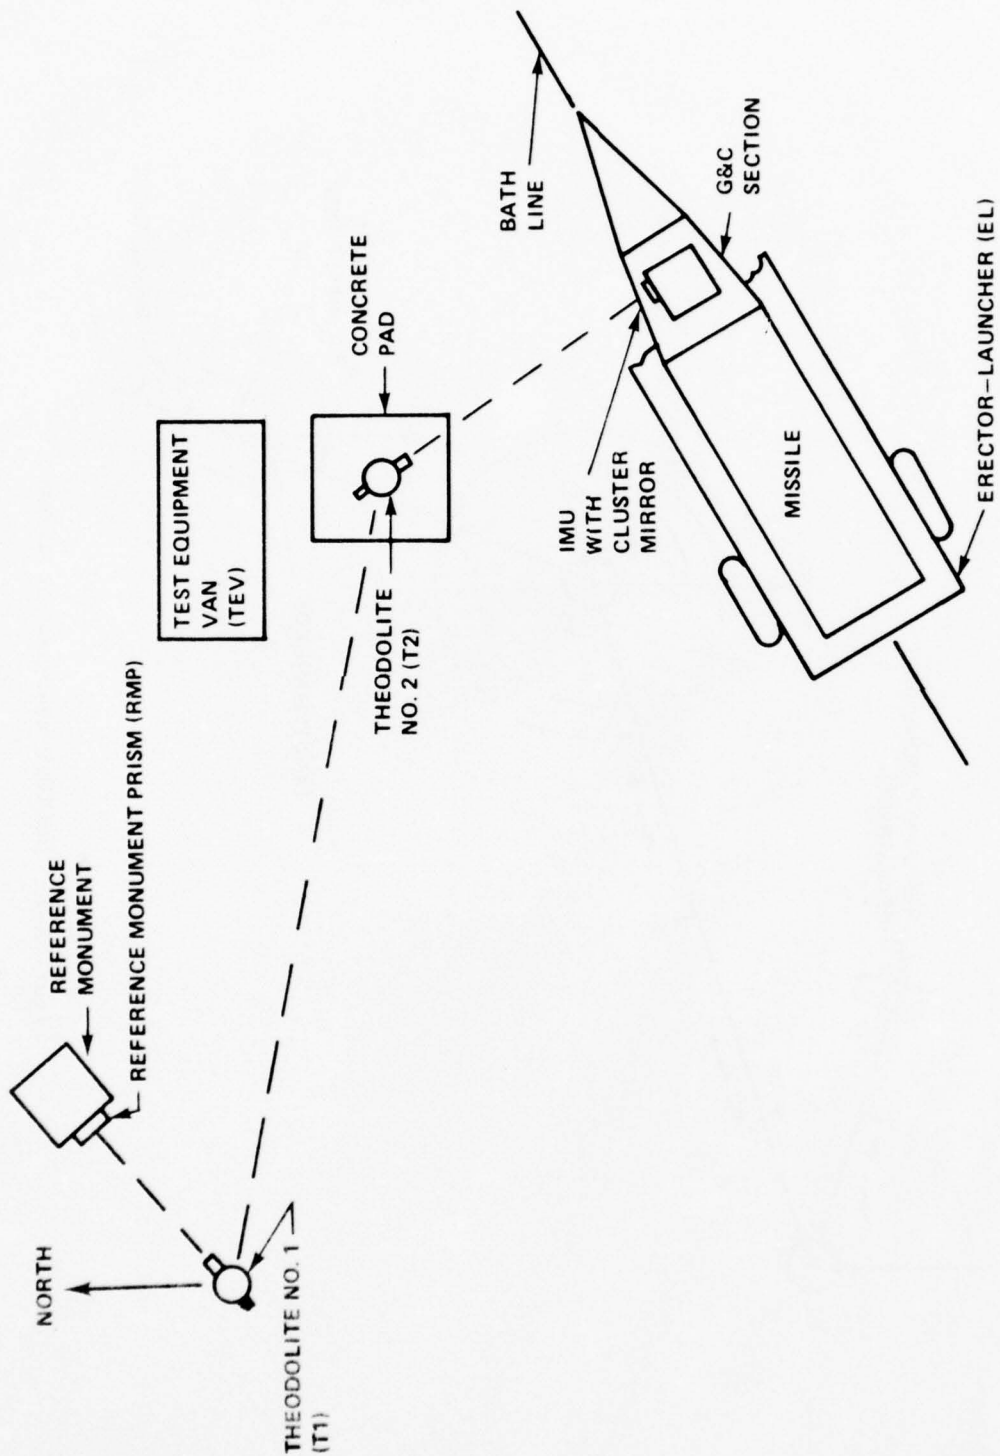 NORTH
REFERENCE
MONUMENT
REFERENCE MONUMENT PRISM (RMP)
THEODOLITE NO. 1
(T1)
TEST EQUIPMENT
VAN
(TEV)
CONCRETE
PAD
THEODOLITE
NO. 2 (T2)
BATH
LINE
IMU
WITH
CLUSTER
MIRROR
G&C
SECTION
MISSILE
ERECTOR-LAUNCHER (EL)